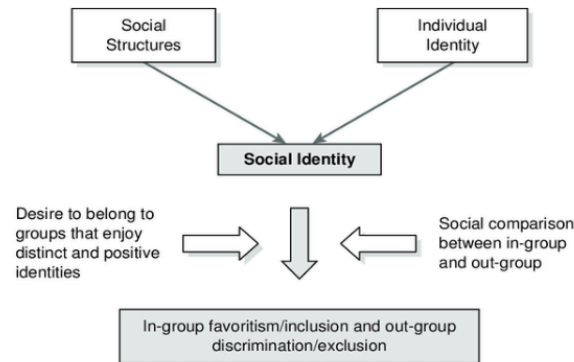 Social
Structures
Individual
Identity
Social Identity
Desire to belong to
groups that enjoy
distinct and positive
identities
Social comparison
between in-group
and out-group
In-group favoritism/inclusion and out-group
discrimination/exclusion